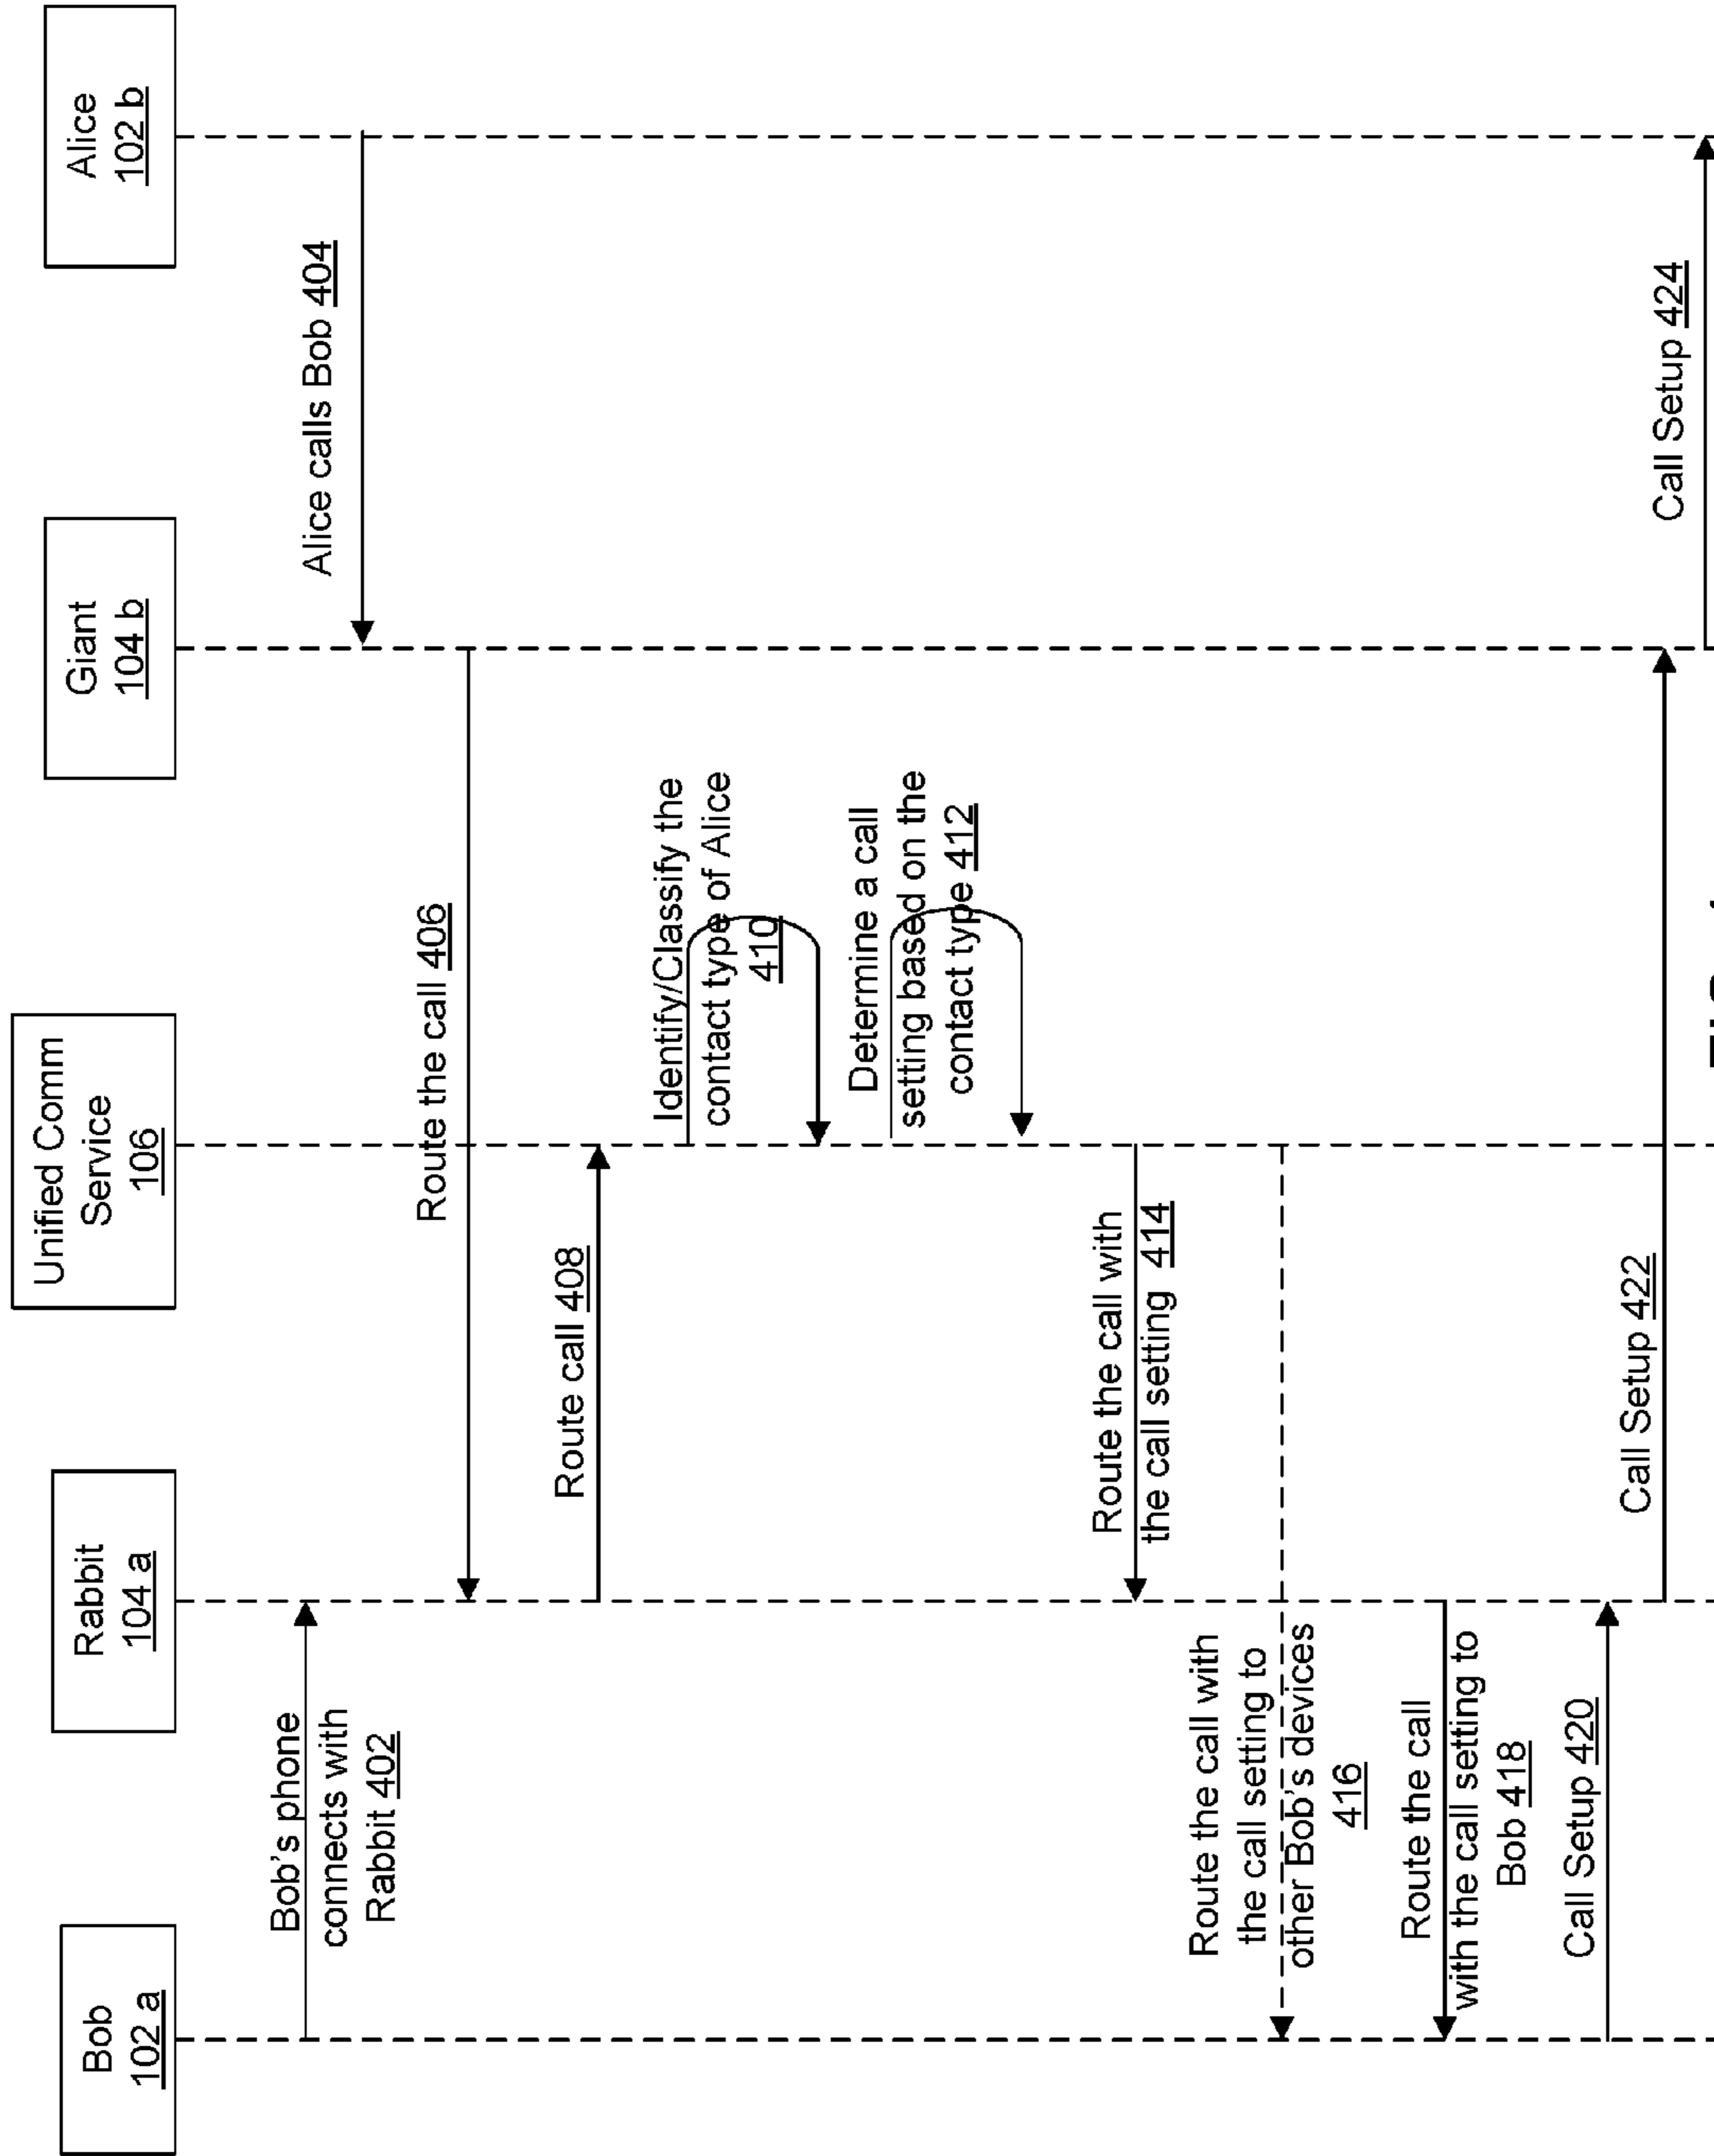 Bob
102 a
Rabbit
104 a
Unified Comm
Service
106
Giant
104 b
Alice
102 b
Bob's phone
connects with
Rabbit 402
Alice calls Bob 404
Route the call 406
Route call 408
Identify/Classify the
contact type of Alice
410
Determine a call
setting based on the
contact type 412
Route the call with
the call setting 414
Route the call with
the call setting to
other Bob's devices
416
Route the call
with the call setting to
Bob 418
Call Setup 420
Call Setup 422
Call Setup 424